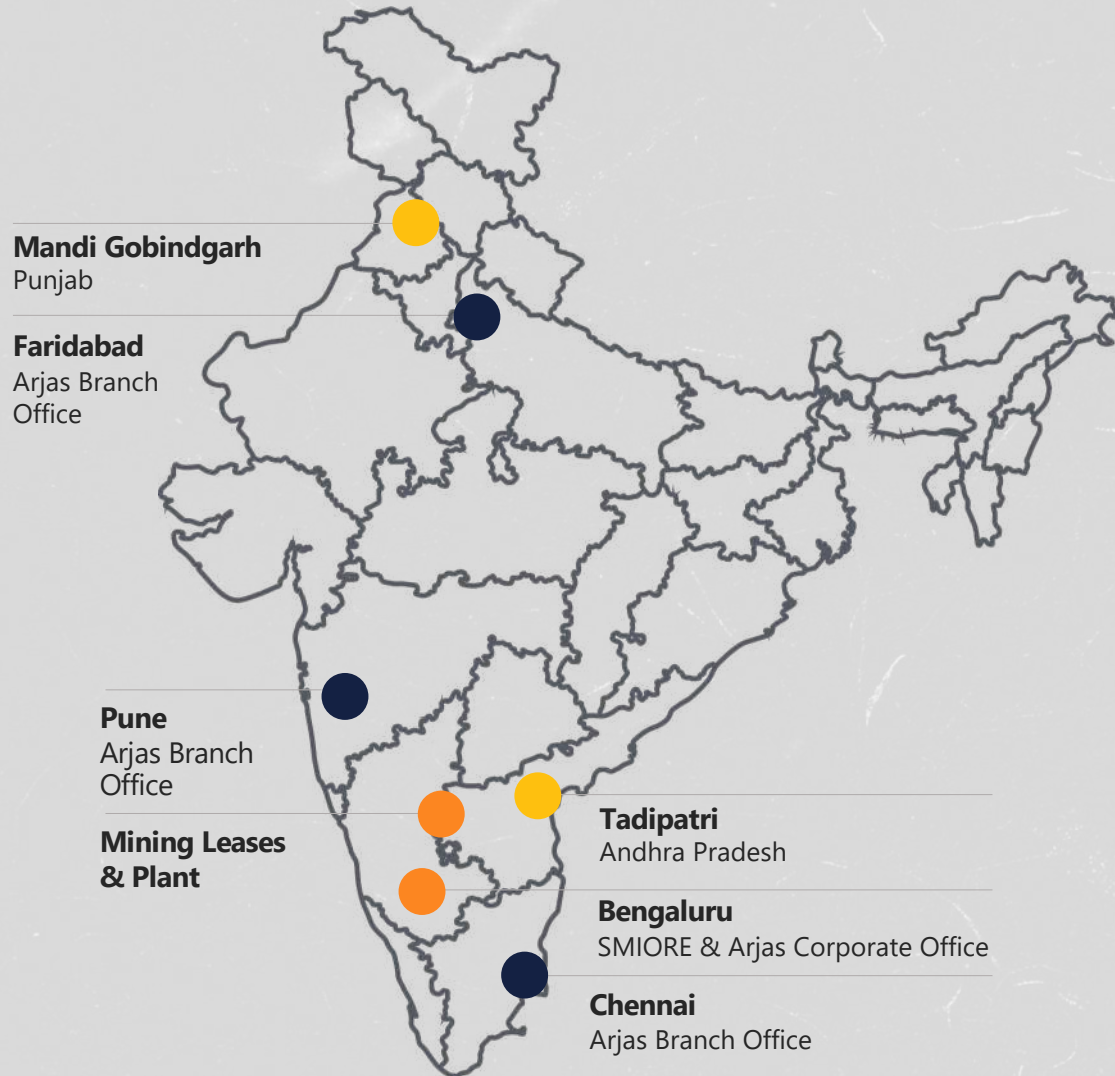 Mandi Gobindgarh
Punjab
Faridabad
Arjas Branch
Office
Pune
Arjas Branch
Office
Mining Leases
& Plant
Tadipatri
Andhra Pradesh
Bengaluru
SMIORE & Arjas Corporate Office
Chennai
Arjas Branch Office